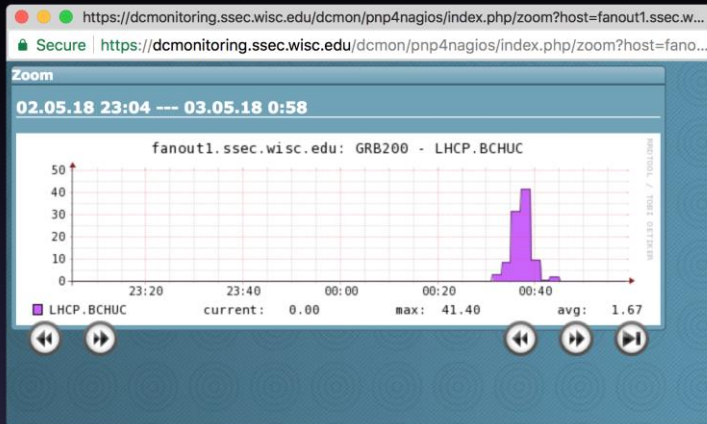 https://dcmonitoring.ssec.wisc.edu/dcmon/pnp4nagios/index.php/zoom?host=fanout1.ssec.w...
Secure https://dcmonitoring.ssec.wisc.edu/dcmon/pnp4nagios/index.php/zoom?host=fano...
Zoom
02.05.18 23:04 --- 03.05.18 0:58
fanout1.ssec.wisc.edu: GRB200 - LHCP.BCHUC
RRDTOOL / TOBI OETIKER
50
40
30
20
10
0
23:20 23:40 00:00 00:20 00:40
LHCP.BCHUC current: 0.00 max: 41.40 avg: 1.67